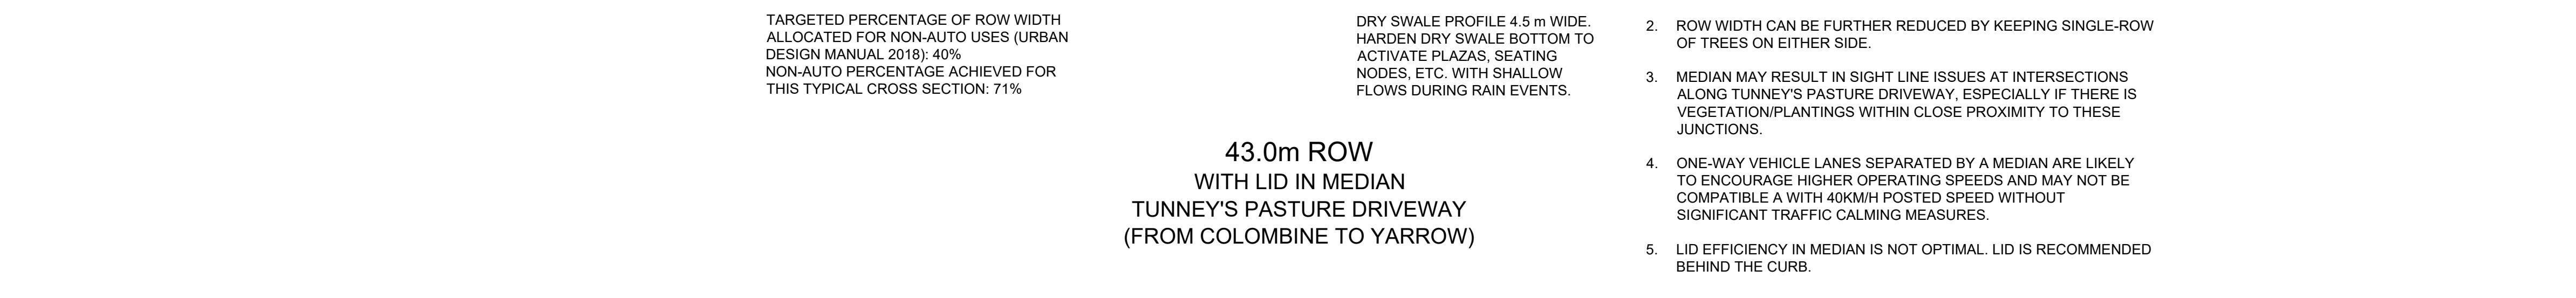 TARGETED PERCENTAGE OF ROW WIDTH
ALLOCATED FOR NON-AUTO USES (URBAN
DESIGN MANUAL 2018): 40%
NON-AUTO PERCENTAGE ACHIEVED FOR
THIS TYPICAL CROSS SECTION: 71%
DRY SWALE PROFILE 4.5 m WIDE.
HARDEN DRY SWALE BOTTOM TO
ACTIVATE PLAZAS, SEATING
NODES, ETC. WITH SHALLOW
FLOWS DURING RAIN EVENTS.
43.0m ROW
WITH LID IN MEDIAN
TUNNEY'S PASTURE DRIVEWAY
(FROM COLOMBINE TO YARROW)
2. ROW WIDTH CAN BE FURTHER REDUCED BY KEEPING SINGLE-ROW
OF TREES ON EITHER SIDE.
3. MEDIAN MAY RESULT IN SIGHT LINE ISSUES AT INTERSECTIONS
ALONG TUNNEY'S PASTURE DRIVEWAY, ESPECIALLY IF THERE IS
VEGETATION/PLANTINGS WITHIN CLOSE PROXIMITY TO THESE
JUNCTIONS.
4. ONE-WAY VEHICLE LANES SEPARATED BY A MEDIAN ARE LIKELY
TO ENCOURAGE HIGHER OPERATING SPEEDS AND MAY NOT BE
COMPATIBLE A WITH 40KM/H POSTED SPEED WITHOUT
SIGNIFICANT TRAFFIC CALMING MEASURES.
5. LID EFFICIENCY IN MEDIAN IS NOT OPTIMAL. LID IS RECOMMENDED
BEHIND THE CURB.